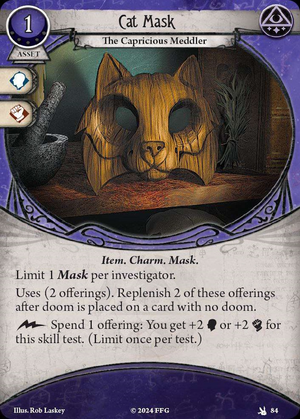 1
Cat Mask
ASSET
The Capricious Meddler
Item. Charm. Mask.
Limit 1 Mask per investigator.
Uses (2 offerings). Replenish 2 of these offerings
after doom is placed on a card with no doom.
Spend 1 offering: You get +2 or +2 for
this skill test. (Limit once per test.)
Illus. Rob Laskey
© 2024 FFG
84